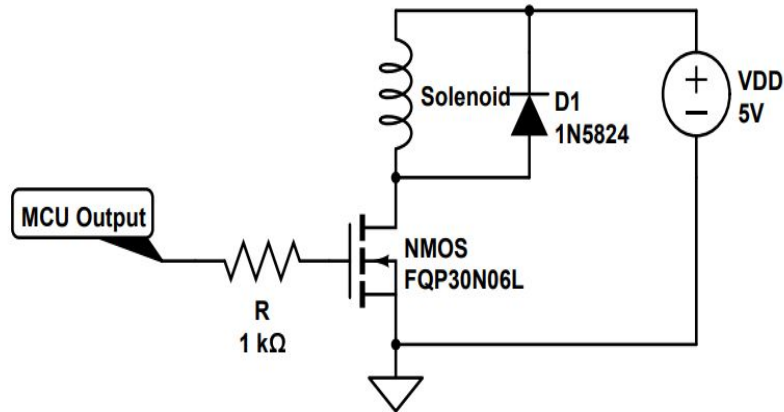 Solenoid
D1
1N5824
+
−
VDD
5V
MCU Output
R
1 kΩ
NMOS
FQP30N06L